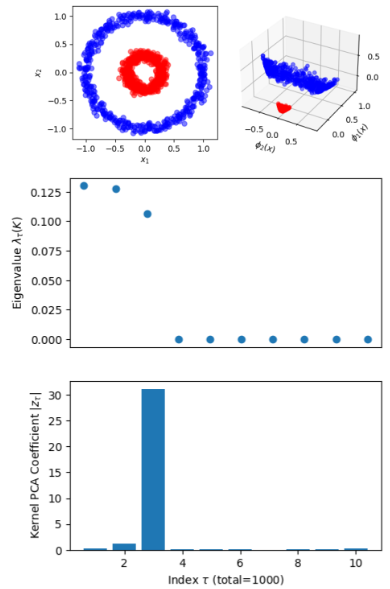 1.0
0.5
0.0
−0.5
−1.0
x₂
−1.0 −0.5 0.0 0.5 1.0
x₁
0.5
0.0
1.0
0.5
0.0
−0.5 0.0 0.5
ϕ₂(x)
ϕ₁(x)
0.125
0.100
0.075
0.050
0.025
0.000
Eigenvalue λ_τ(K)
30
25
20
15
10
5
0
Kernel PCA Coefficient |z_τ|
2 4 6 8 10
Index τ (total=1000)